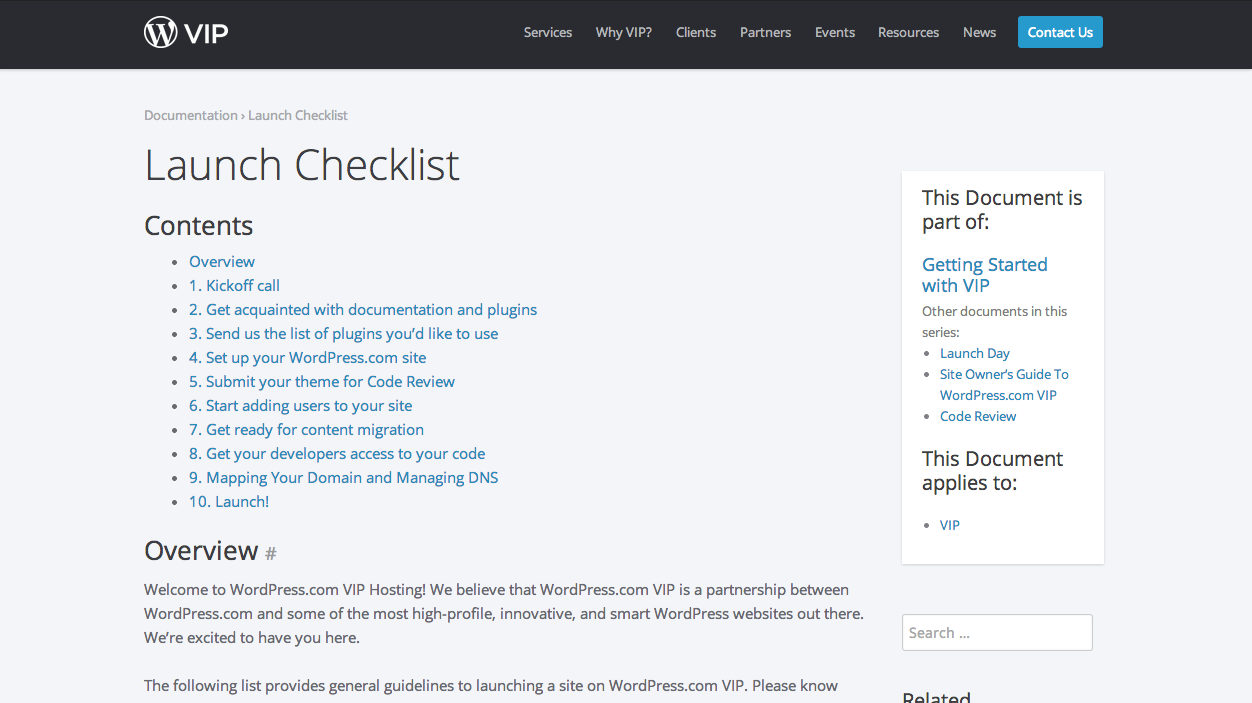 VIP
Services Why VIP? Clients Partners Events Resources News Contact Us
Documentation › Launch Checklist
Launch Checklist
Contents
Overview
1. Kickoff call
2. Get acquainted with documentation and plugins
3. Send us the list of plugins you’d like to use
4. Set up your WordPress.com site
5. Submit your theme for Code Review
6. Start adding users to your site
7. Get ready for content migration
8. Get your developers access to your code
9. Mapping Your Domain and Managing DNS
10. Launch!
Overview #
Welcome to WordPress.com VIP Hosting! We believe that WordPress.com VIP is a partnership between
WordPress.com and some of the most high-profile, innovative, and smart WordPress websites out there.
We’re excited to have you here.
The following list provides general guidelines to launching a site on WordPress.com VIP. Please know
This Document is
part of:
Getting Started
with VIP
Other documents in this
series:
Launch Day
Site Owner’s Guide To
WordPress.com VIP
Code Review
This Document
applies to:
VIP
Search ...
Related